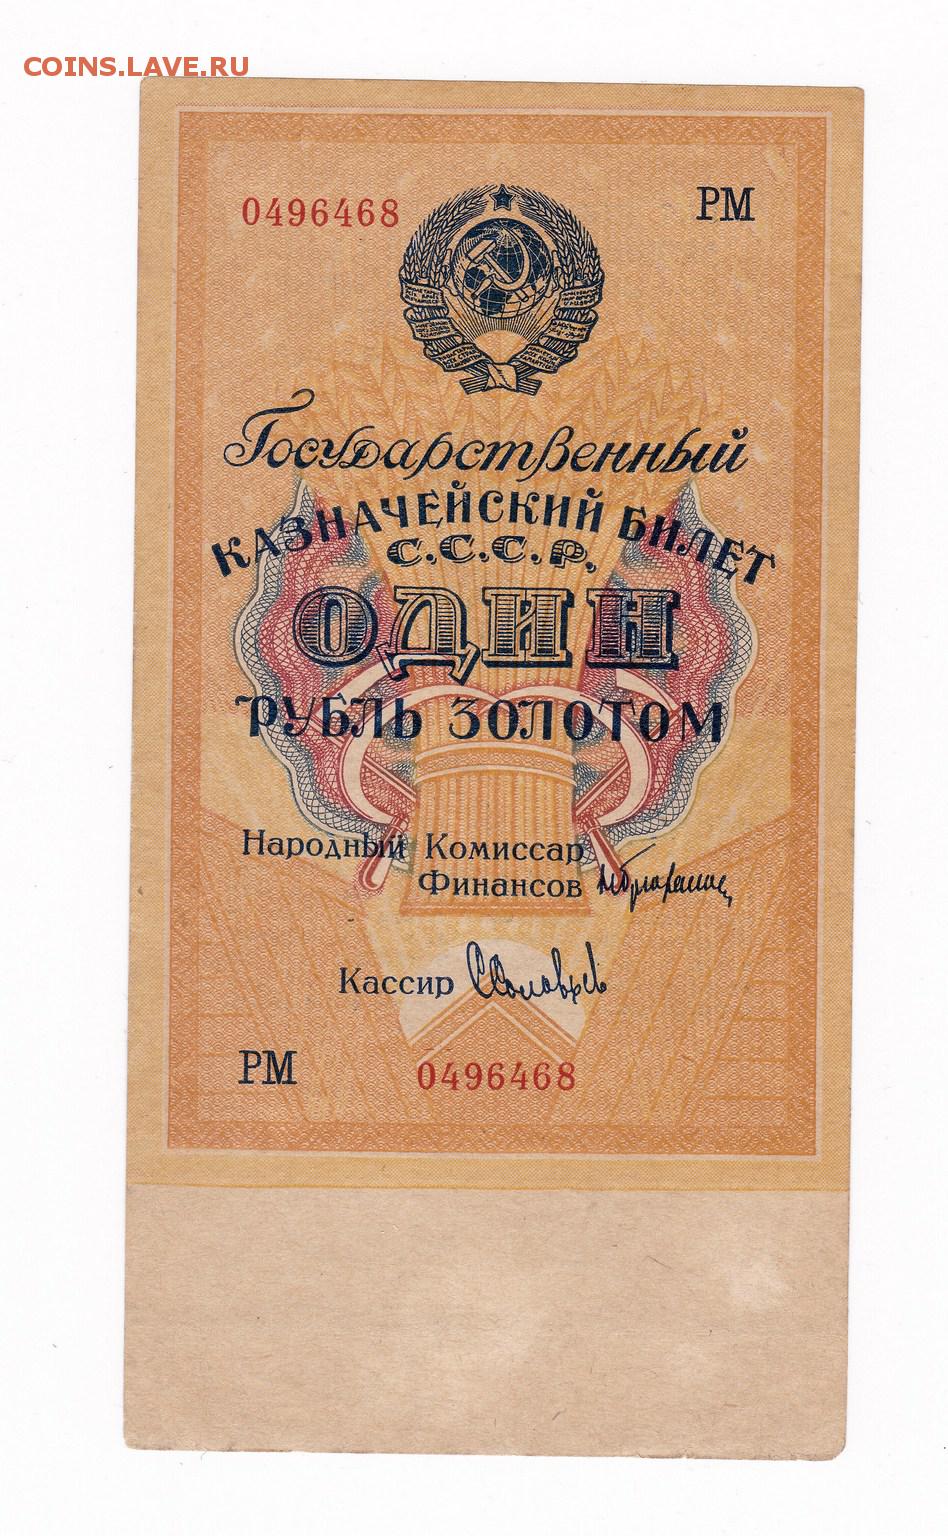 COINS.LAVE.RU
0496468 РМ
Государственный
КАЗНАЧЕЙСКИЙ БИЛЕТ
С.С.С.Р.
ОДИН
РУБЛЬ ЗОЛОТОМ
Народный Комиссар
Финансов
Кассир
РМ 0496468